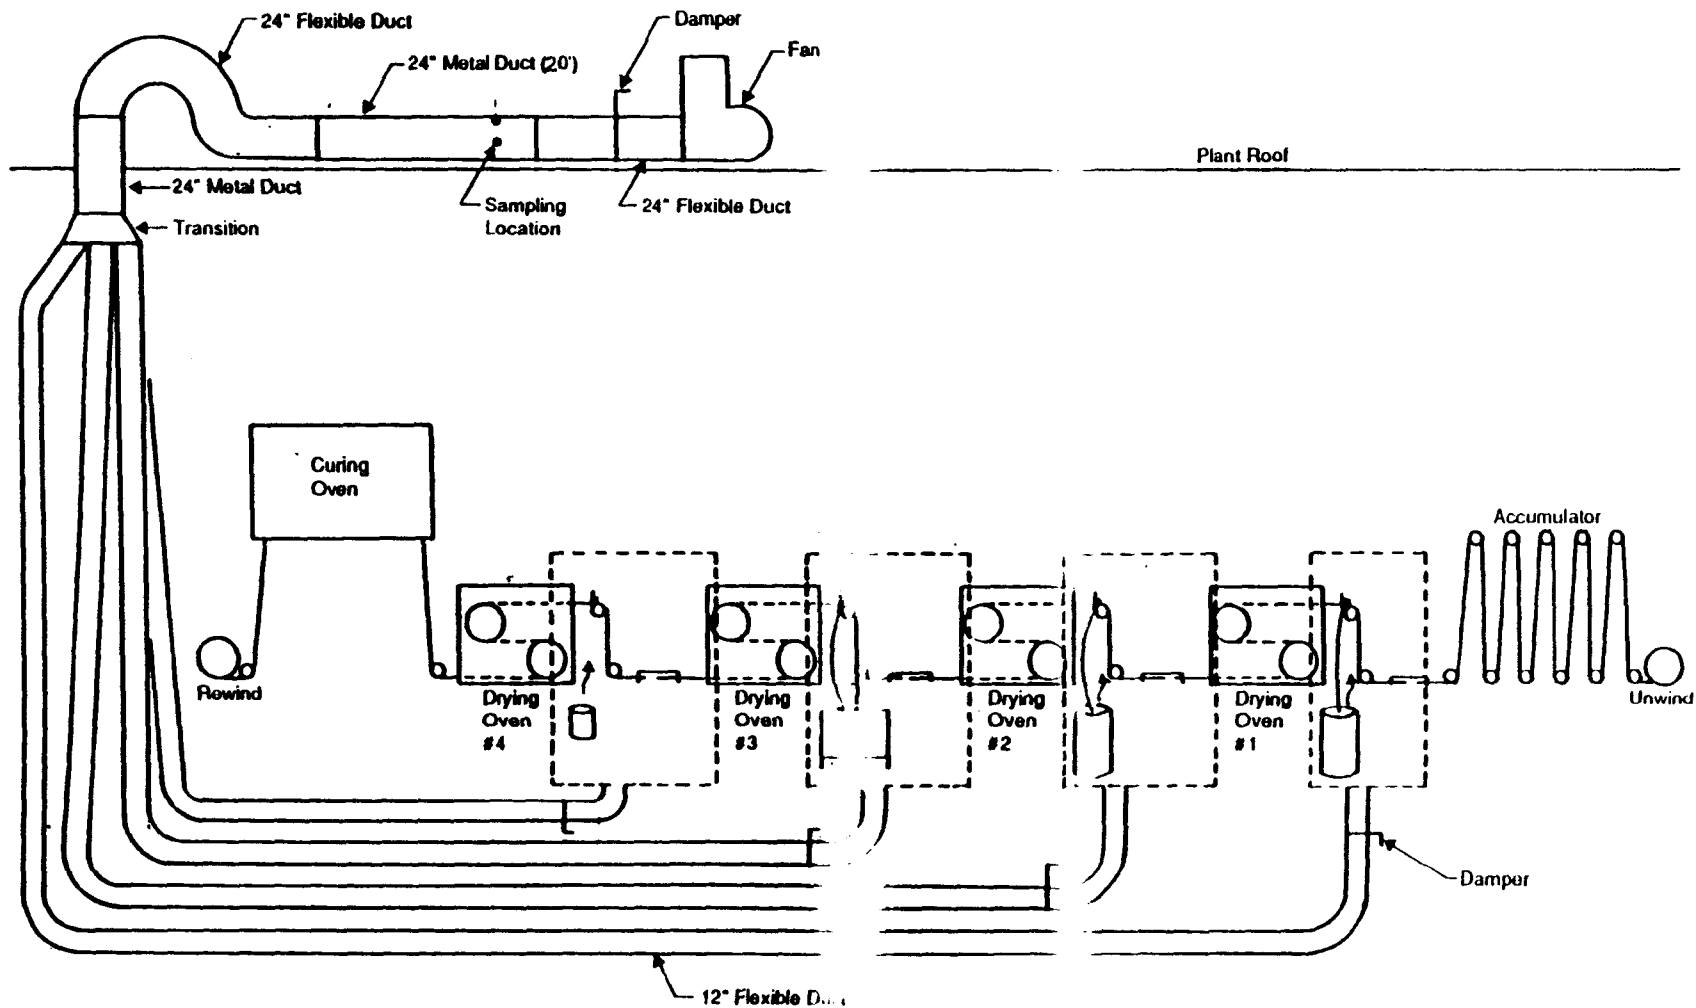 24" Flexible Duct
Damper
Fan
24" Metal Duct (20')
Plant Roof
24" Metal Duct
Sampling
Location
24" Flexible Duct
Transition
Curing
Oven
Accumulator
Rewind
Drying
Oven
#4
Drying
Oven
#3
Drying
Oven
#2
Drying
Oven
#1
Unwind
Damper
12" Flexible